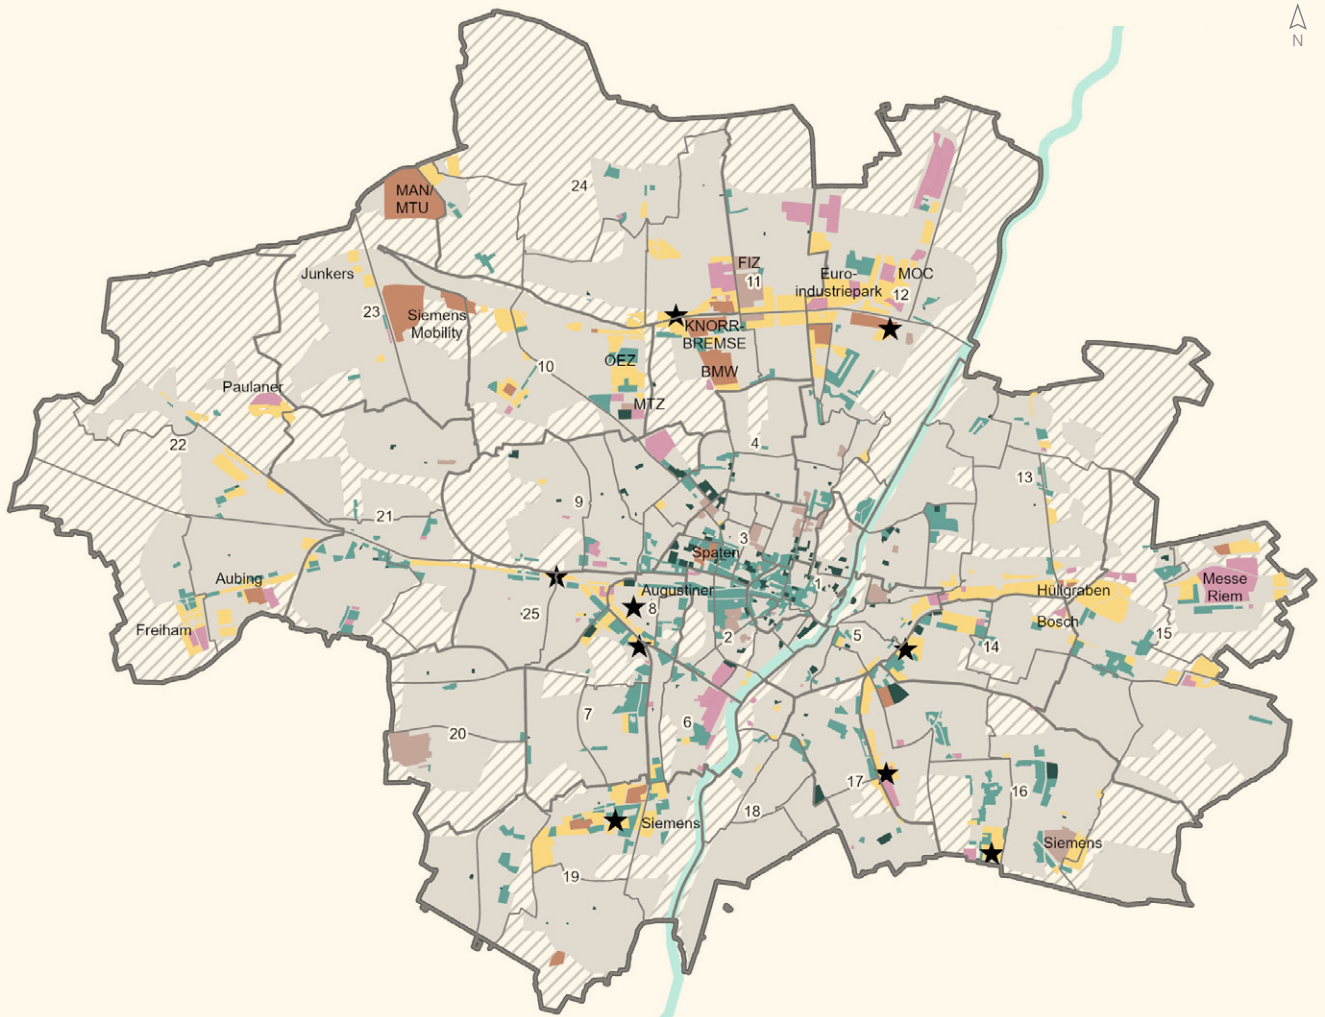 N
24
MAN/
MTU
FIZ
11
Junkers
Euro-
industriepark
MOC
12
23
Siemens
Mobility
KNORR-
BREMSE
OEZ
10
BMW
Paulaner
MTZ
22
4
13
9
21
3
Spaten
Aubing
Messe
Riem
1
Augustiner
Hüllgraben
8
25
Bosch
Freiham
2
5
15
14
7
6
20
17
16
18
Siemens
Siemens
19